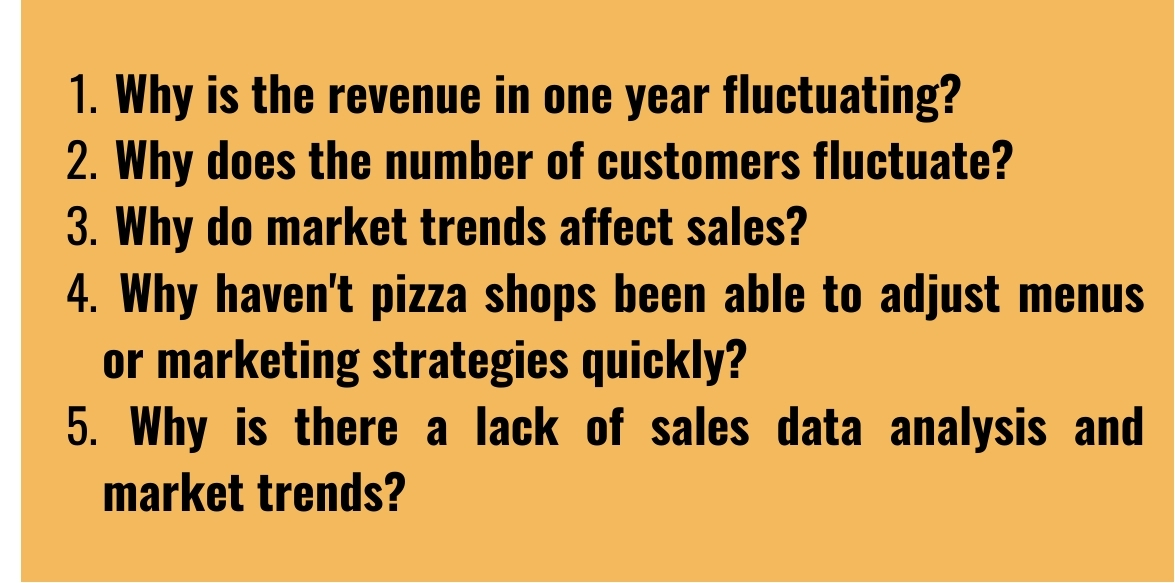 1. Why is the revenue in one year fluctuating?
2. Why does the number of customers fluctuate?
3. Why do market trends affect sales?
4. Why haven't pizza shops been able to adjust menus
or marketing strategies quickly?
5. Why is there a lack of sales data analysis and
market trends?